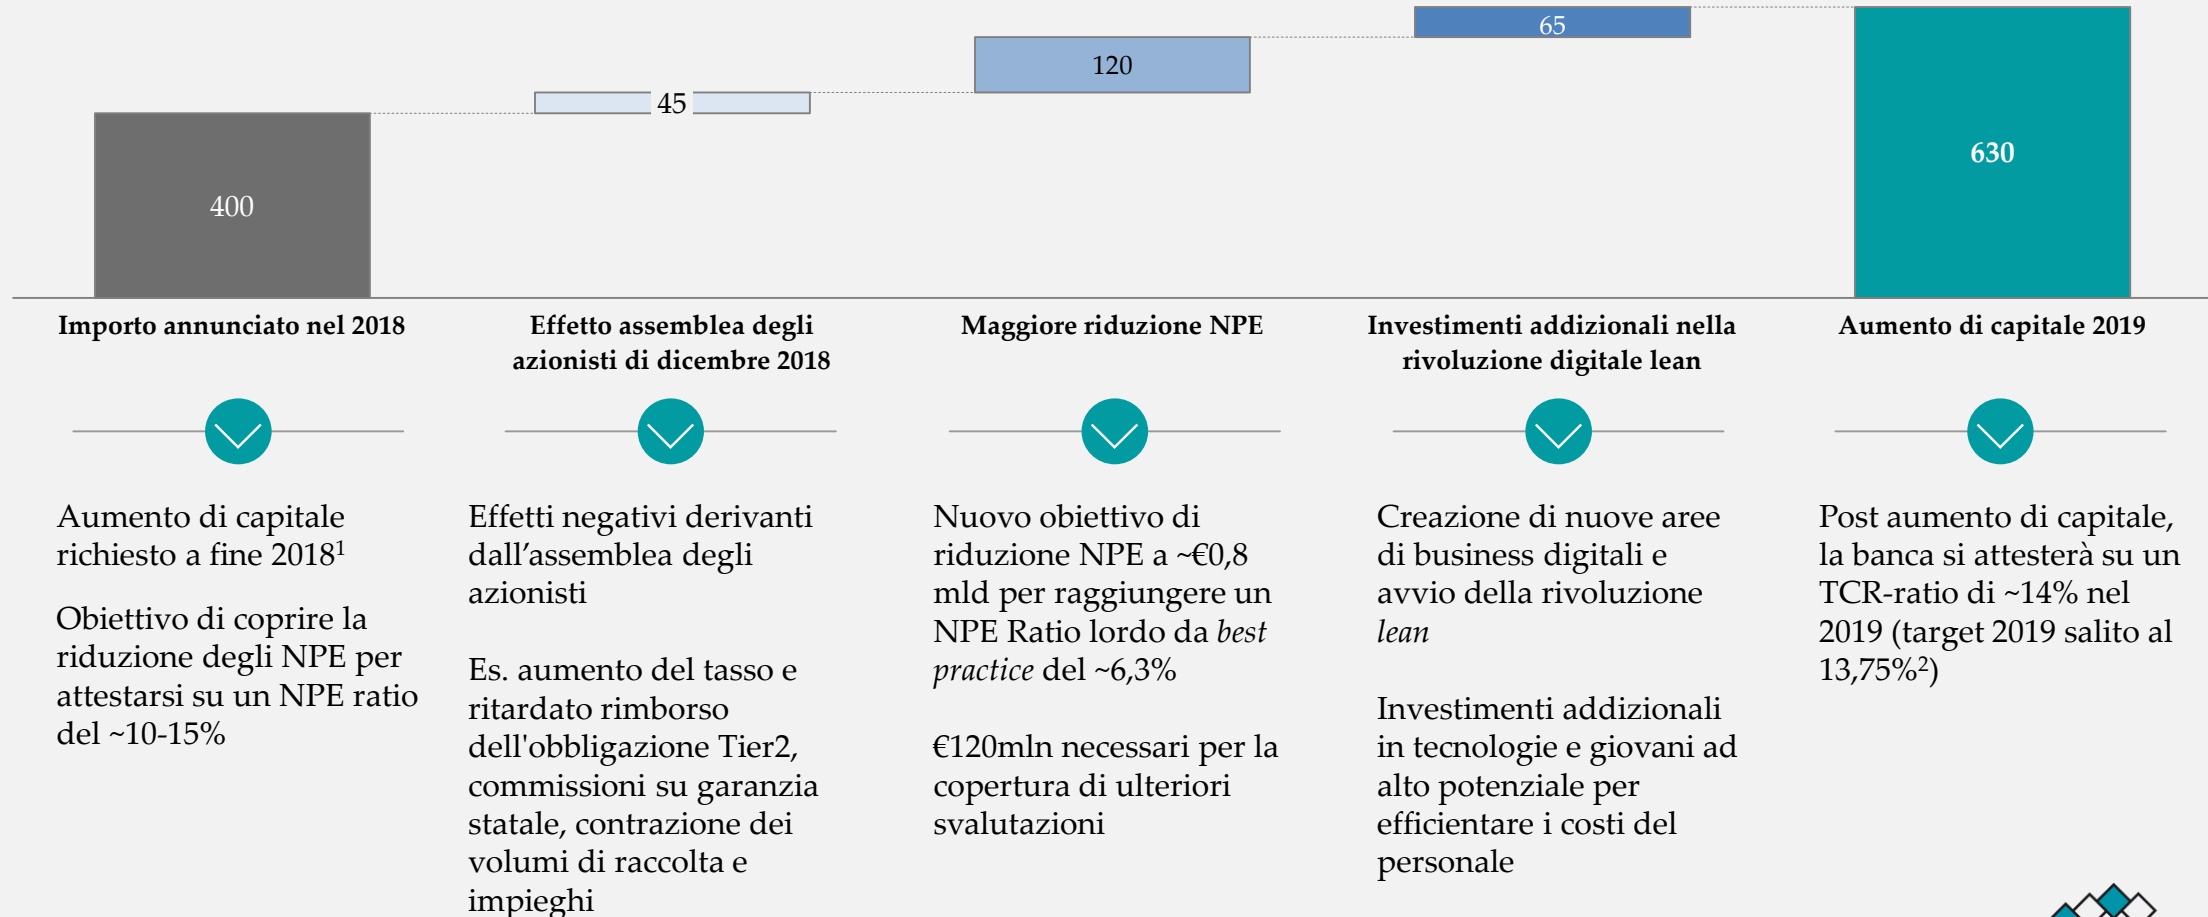 65
120
45
630
400
Importo annunciato nel 2018
Effetto assemblea degli
azionisti di dicembre 2018
Maggiore riduzione NPE
Investimenti addizionali nella
rivoluzione digitale lean
Aumento di capitale 2019
Aumento di capitale
richiesto a fine 2018¹
Obiettivo di coprire la
riduzione degli NPE per
attestarsi su un NPE ratio
del ~10-15%
Effetti negativi derivanti
dall’assemblea degli
azionisti
Es. aumento del tasso e
ritardato rimborso
dell'obbligazione Tier2,
commissioni su garanzia
statale, contrazione dei
volumi di raccolta e
impieghi
Nuovo obiettivo di
riduzione NPE a ~€0,8
mld per raggiungere un
NPE Ratio lordo da best
practice del ~6,3%
€120mln necessari per la
copertura di ulteriori
svalutazioni
Creazione di nuove aree
di business digitali e
avvio della rivoluzione
lean
Investimenti addizionali
in tecnologie e giovani ad
alto potenziale per
efficientare i costi del
personale
Post aumento di capitale,
la banca si attesterà su un
TCR-ratio di ~14% nel
2019 (target 2019 salito al
13,75%²)